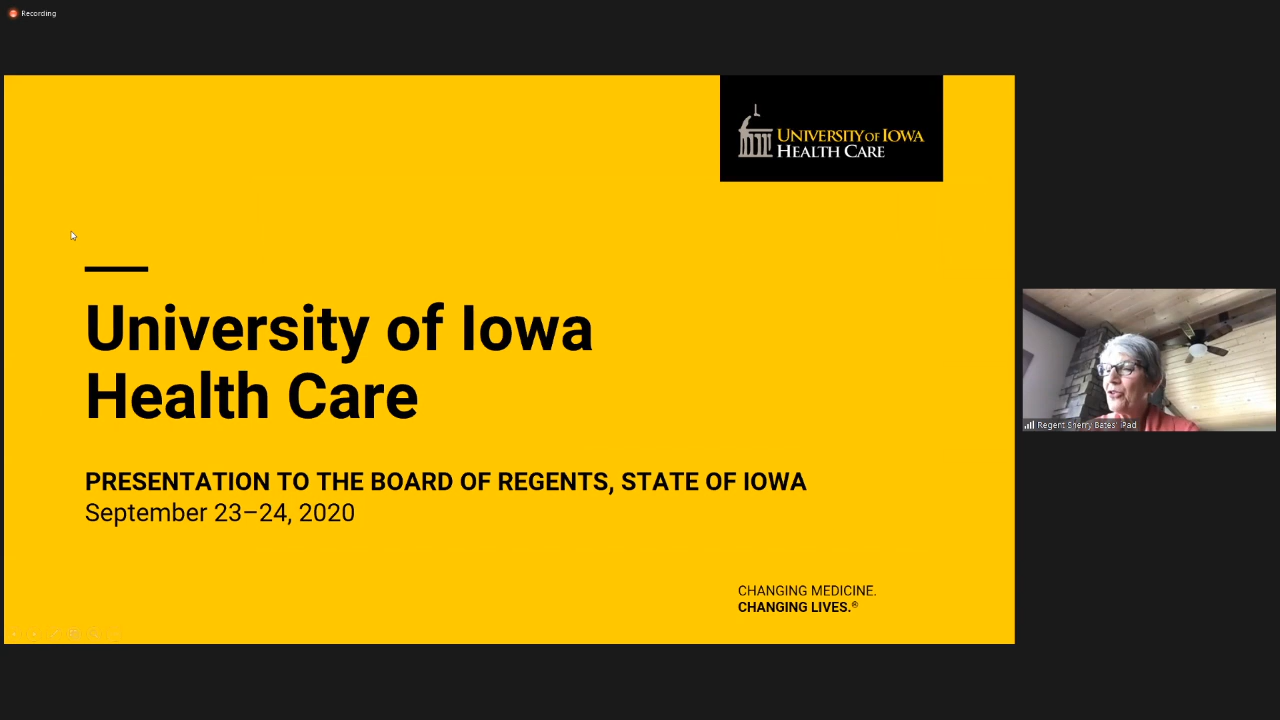 Recording
UNIVERSITY OF IOWA
HEALTH CARE
University of Iowa
Health Care
PRESENTATION TO THE BOARD OF REGENTS, STATE OF IOWA
September 23–24, 2020
CHANGING MEDICINE.
CHANGING LIVES.®
Regent Sherry Bates' iPad